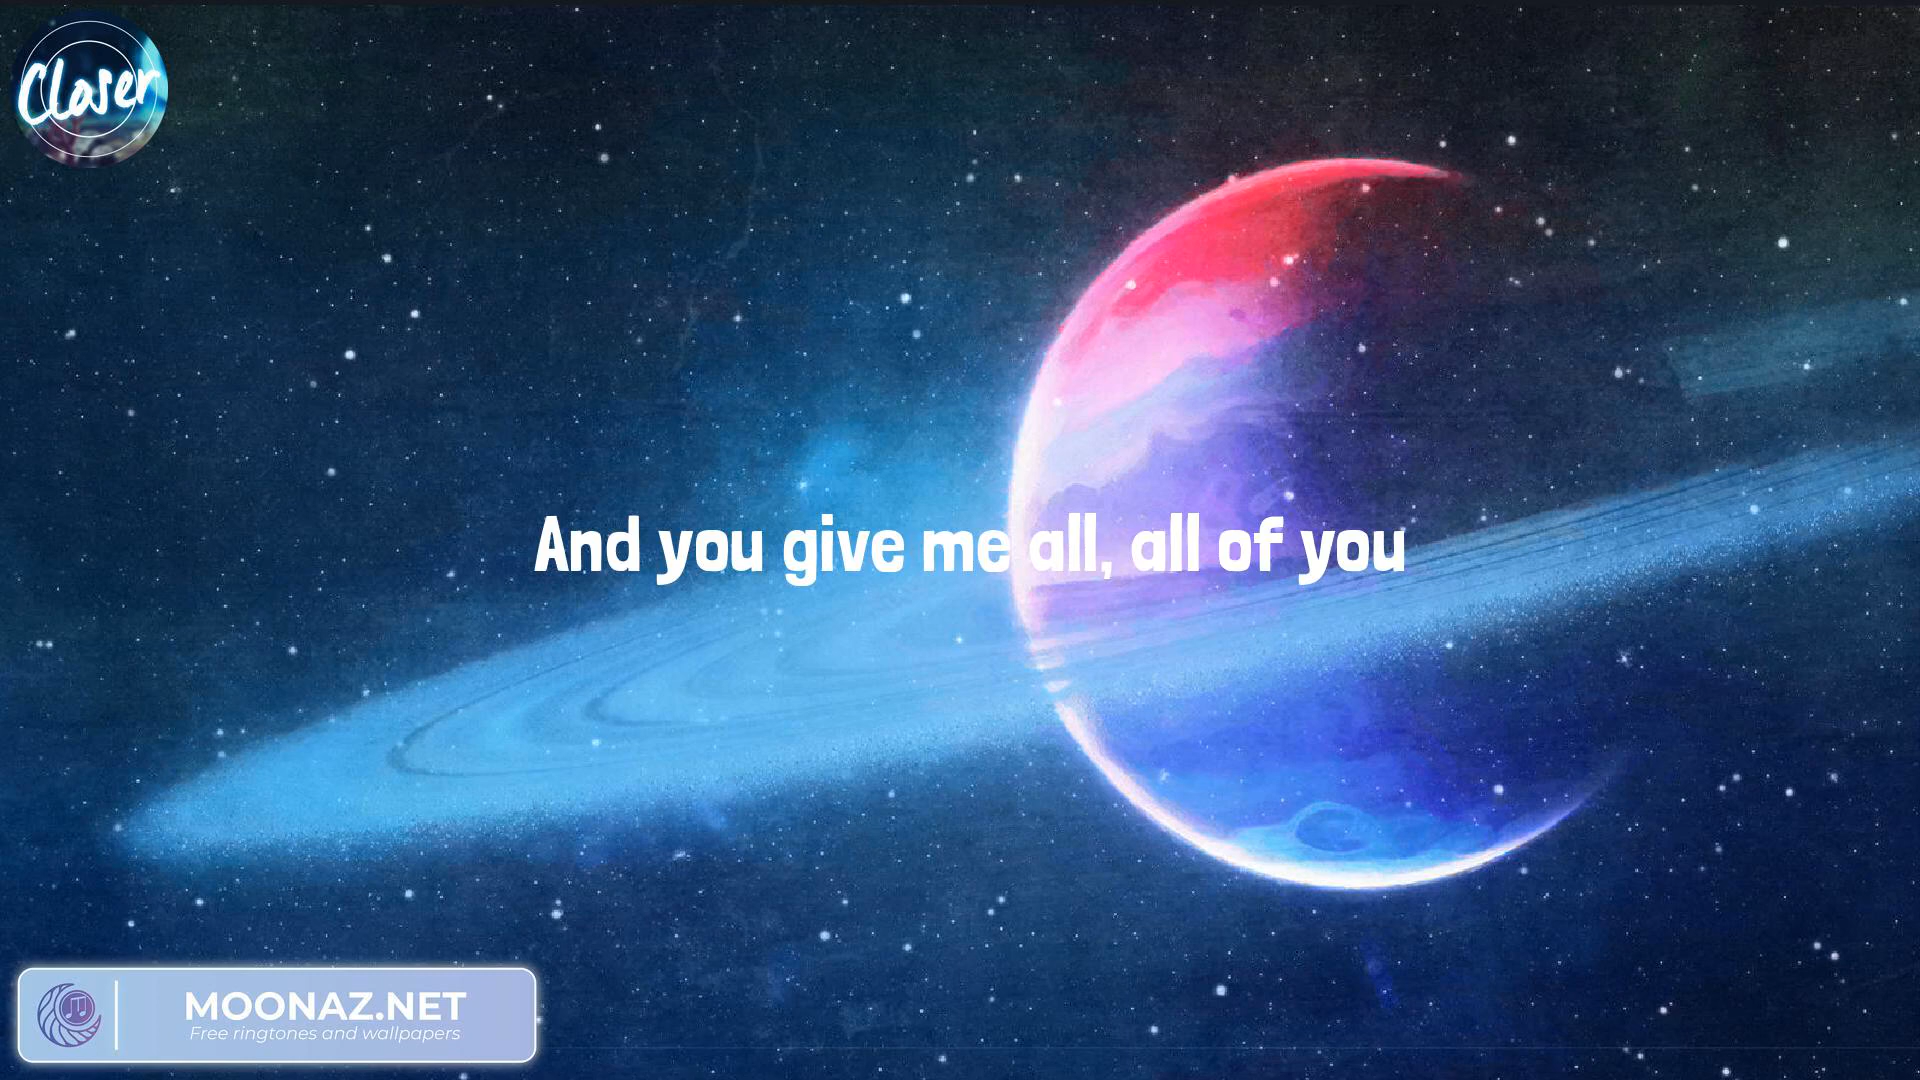 Closer
And you give me all, all of you
MOONAZ.NET
Free ringtones and wallpapers